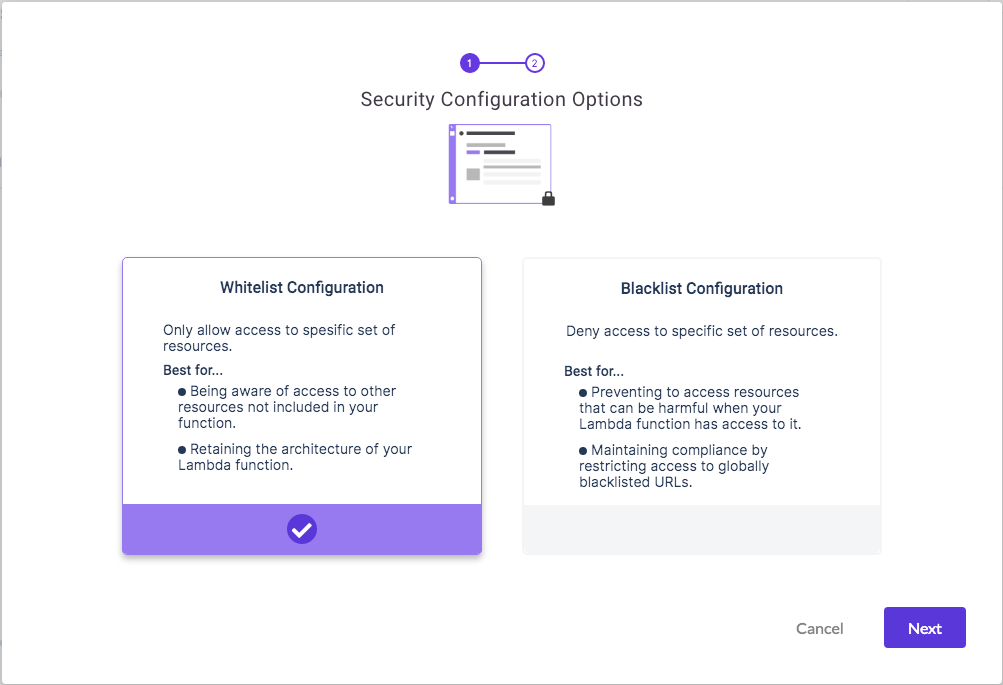 1 2
Security Configuration Options
Whitelist Configuration
Only allow access to spesific set of
resources.
Best for...
● Being aware of access to other
resources not included in your
function.
● Retaining the architecture of your
Lambda function.
Blacklist Configuration
Deny access to specific set of resources.
Best for...
● Preventing to access resources
that can be harmful when your
Lambda function has access to it.
● Maintaining compliance by
restricting access to globally
blacklisted URLs.
Cancel
Next